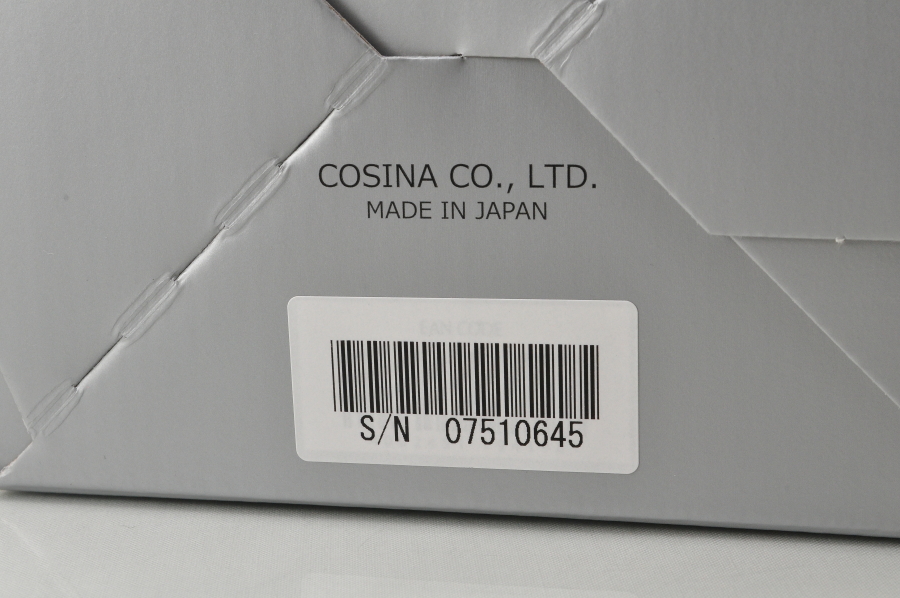 COSINA CO., LTD.
MADE IN JAPAN
S/N 07510645